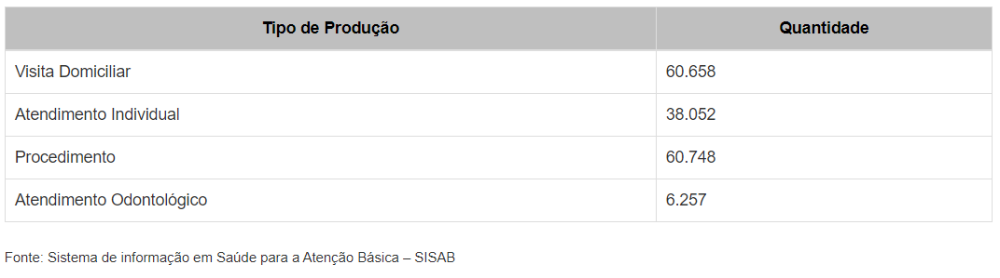 Tipo de Produção Quantidade
Visita Domiciliar 60.658
Atendimento Individual 38.052
Procedimento 60.748
Atendimento Odontológico 6.257
Fonte: Sistema de informação em Saúde para a Atenção Básica – SISAB